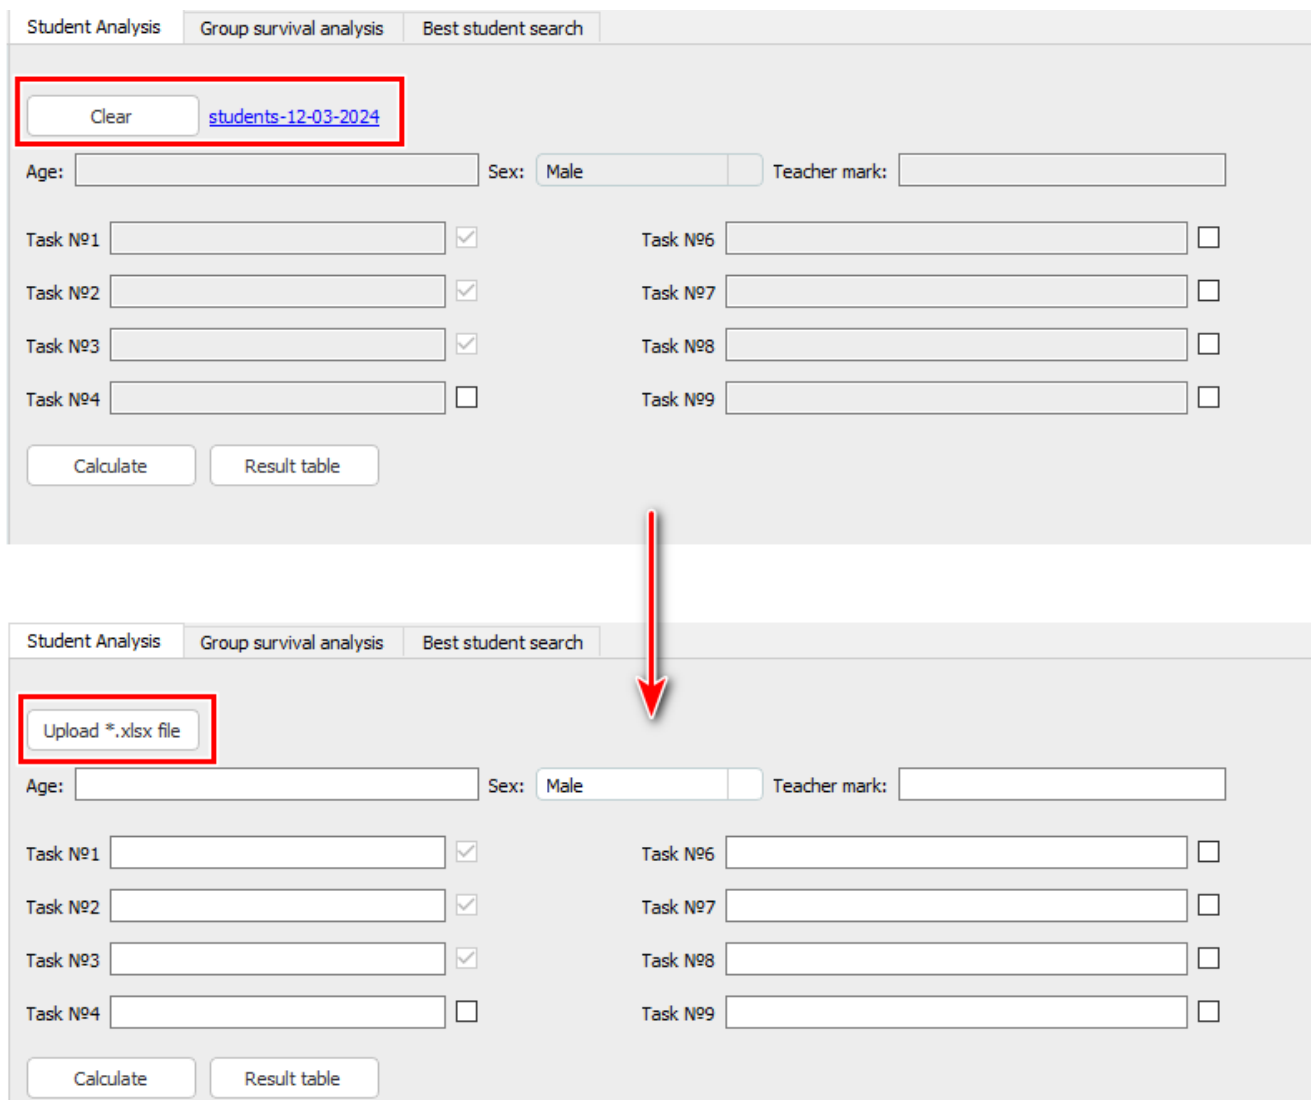 Student Analysis Group survival analysis Best student search
Clear students-12-03-2024
Age: Sex: Male Teacher mark:
Task №1 Task №6
Task №2 Task №7
Task №3 Task №8
Task №4 Task №9
Calculate Result table
Student Analysis Group survival analysis Best student search
Upload *.xlsx file
Age: Sex: Male Teacher mark:
Task №1 Task №6
Task №2 Task №7
Task №3 Task №8
Task №4 Task №9
Calculate Result table